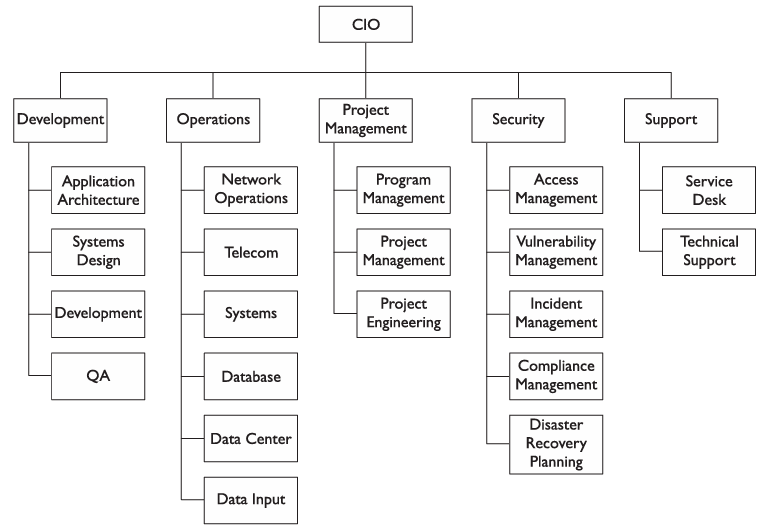 CIO
Development
Operations
Project
Management
Security
Support
Application
Architecture
Systems
Design
Development
QA
Network
Operations
Telecom
Systems
Database
Data Center
Data Input
Program
Management
Project
Management
Project
Engineering
Access
Management
Vulnerability
Management
Incident
Management
Compliance
Management
Disaster
Recovery
Planning
Service
Desk
Technical
Support